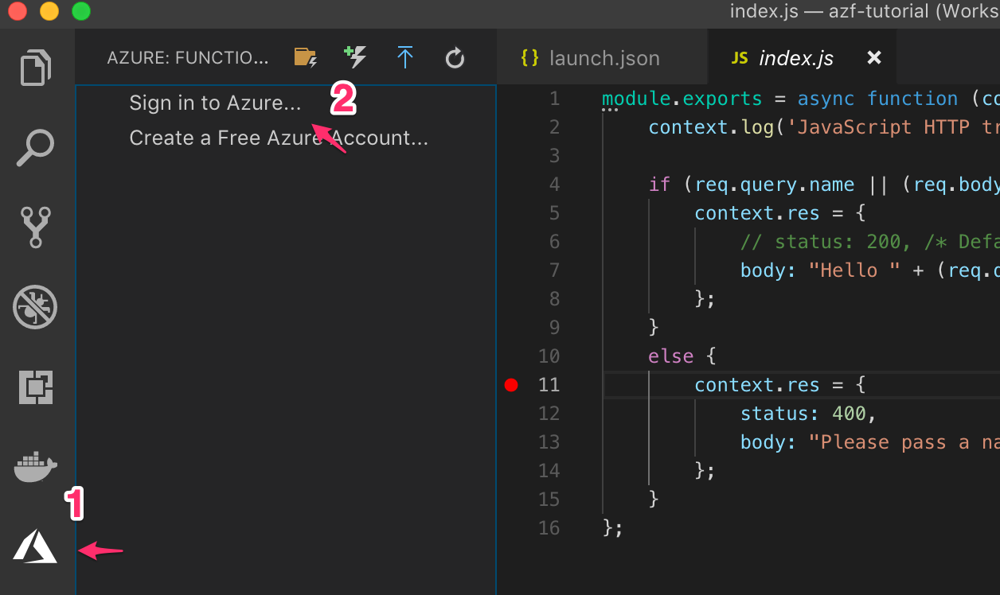 index.js — azf-tutorial (Works
AZURE: FUNCTIO...
{} launch.json
JS index.js ×
Sign in to Azure...
2
Create a Free Azure Account...
1
1 module.exports = async function (co
2 context.log('JavaScript HTTP tr
3
4 if (req.query.name || (req.body
5 context.res = {
6 // status: 200, /* Defa
7 body: "Hello " + (req.q
8 };
9 }
10 else {
11 context.res = {
12 status: 400,
13 body: "Please pass a na
14 };
15 }
16 };